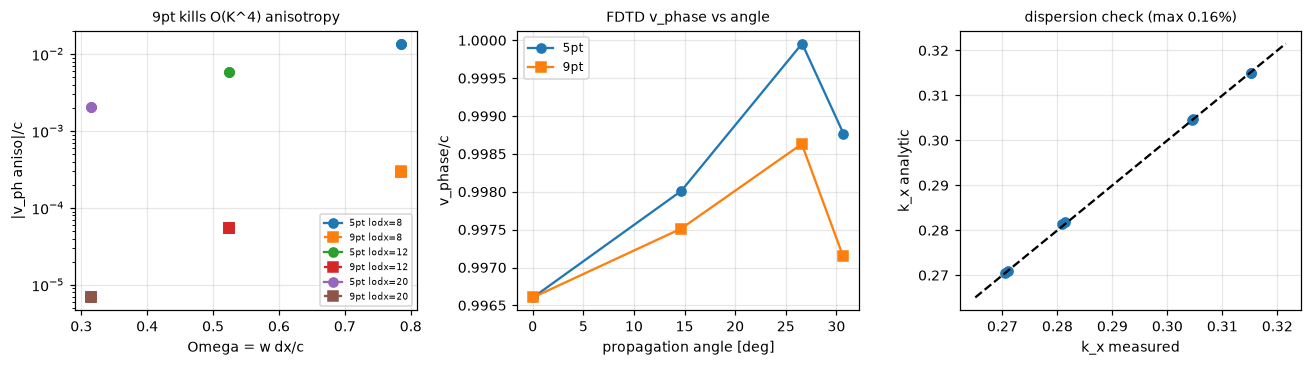 9pt kills O(K^4) anisotropy
|v_ph aniso|/c
10⁻²
10⁻³
10⁻⁴
10⁻⁵
5pt lodx=8
9pt lodx=8
5pt lodx=12
9pt lodx=12
5pt lodx=20
9pt lodx=20
0.3 0.4 0.5 0.6 0.7 0.8
Omega = w dx/c
FDTD v_phase vs angle
v_phase/c
5pt
9pt
1.0000
0.9995
0.9990
0.9985
0.9980
0.9975
0.9970
0.9965
0 5 10 15 20 25 30
propagation angle [deg]
dispersion check (max 0.16%)
k_x analytic
0.32
0.31
0.30
0.29
0.28
0.27
0.27 0.28 0.29 0.30 0.31 0.32
k_x measured